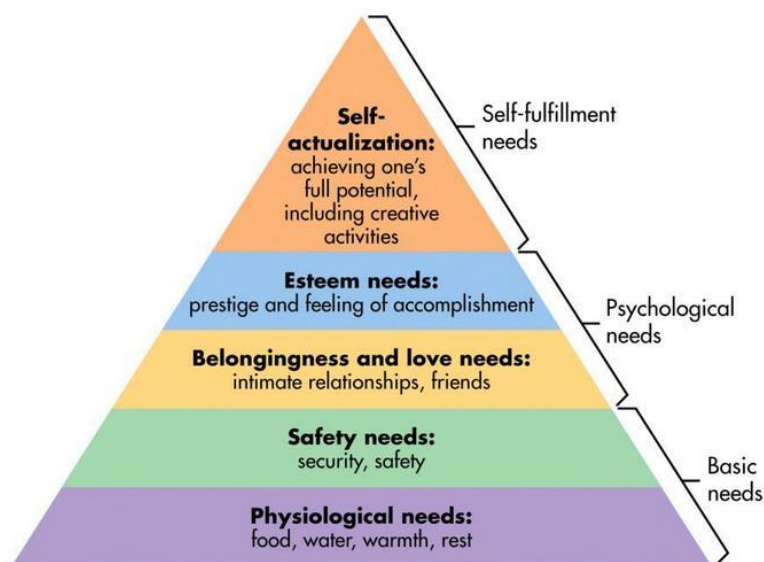 Self-
actualization:
achieving one's
full potential,
including creative
activities
Self-fulfillment
needs
Esteem needs:
prestige and feeling of accomplishment
Psychological
needs
Belongingness and love needs:
intimate relationships, friends
Safety needs:
security, safety
Basic
needs
Physiological needs:
food, water, warmth, rest